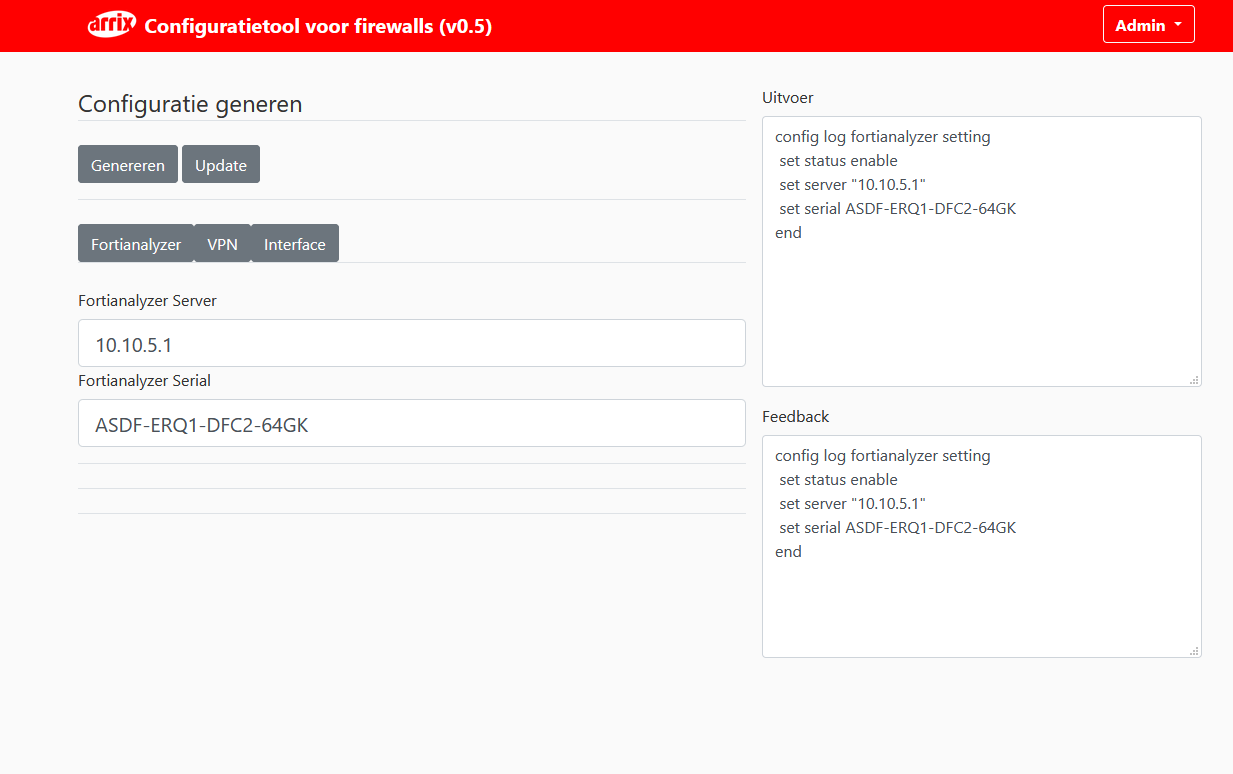 arrix Configuratietool voor firewalls (v0.5)
Admin
Configuratie genereren
Genereren Update
Fortianalyzer VPN Interface
Fortianalyzer Server
10.10.5.1
Fortianalyzer Serial
ASDF-ERQ1-DFC2-64GK
Uitvoer
config log fortianalyzer setting
set status enable
set server "10.10.5.1"
set serial ASDF-ERQ1-DFC2-64GK
end
Feedback
config log fortianalyzer setting
set status enable
set server "10.10.5.1"
set serial ASDF-ERQ1-DFC2-64GK
end